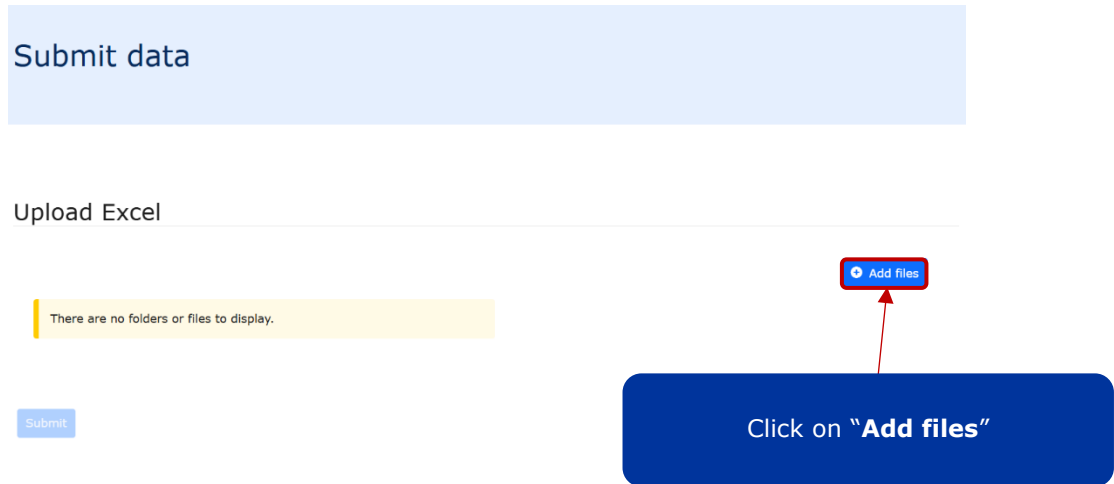 Submit data
Upload Excel
Add files
There are no folders or files to display.
Submit
Click on “Add files”